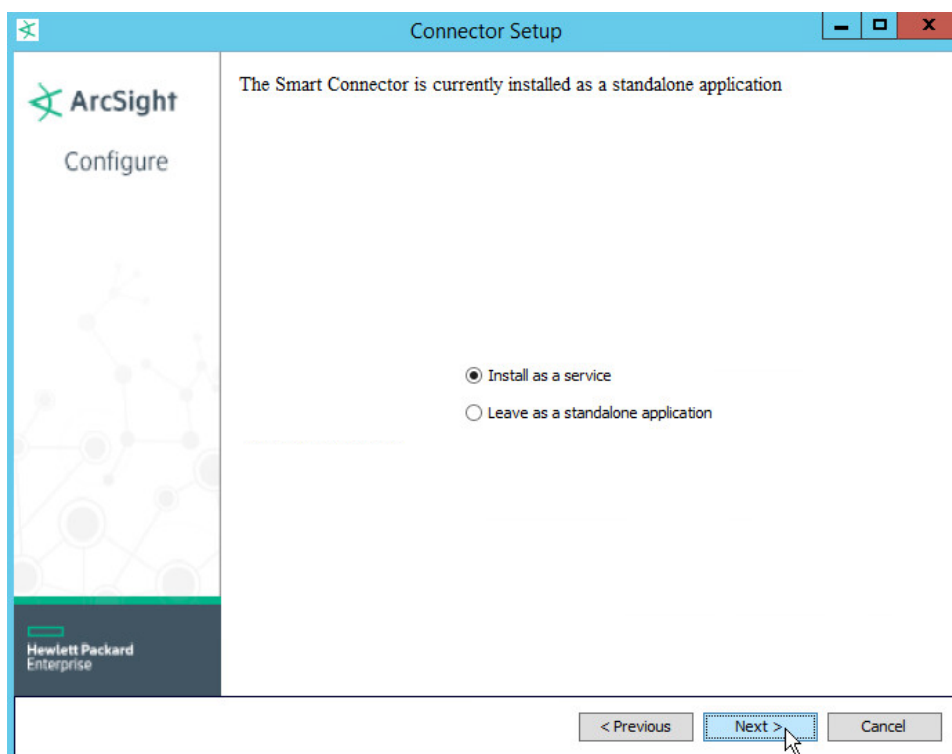 Connector Setup
ArcSight
Configure
The Smart Connector is currently installed as a standalone application
Install as a service
Leave as a standalone application
Hewlett Packard
Enterprise
< Previous
Next >
Cancel